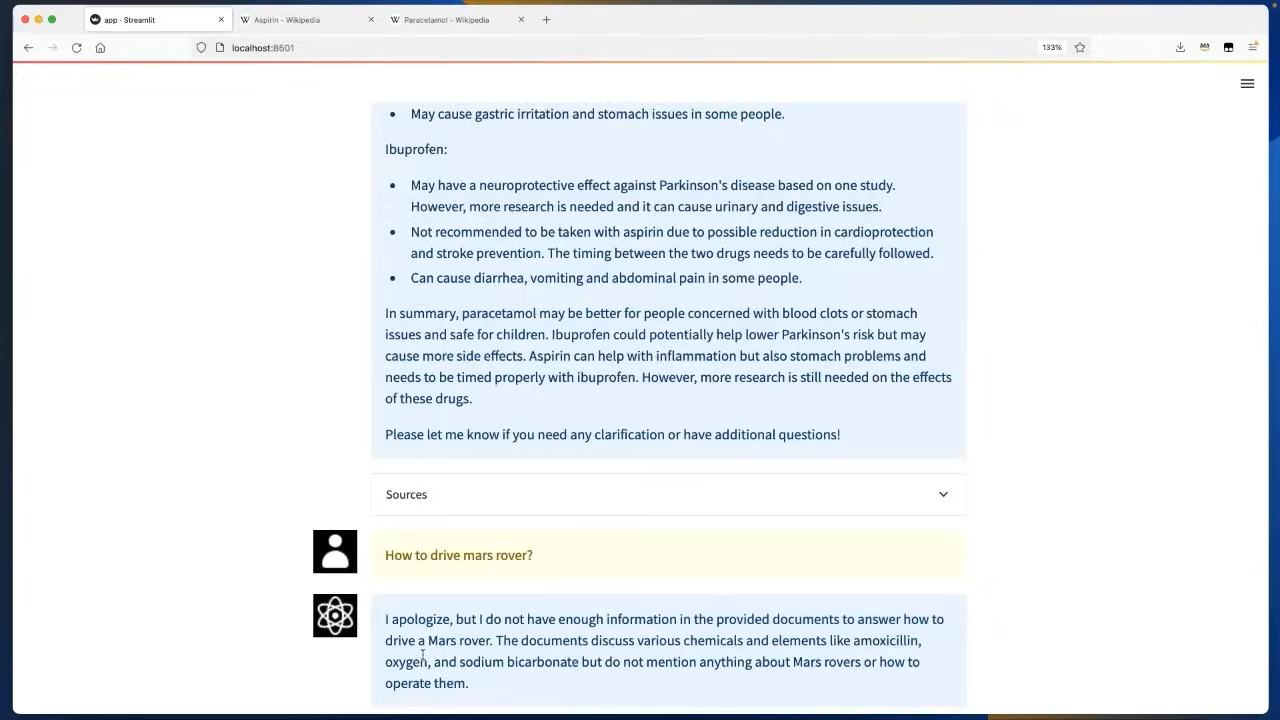 app · Streamlit
Aspirin - Wikipedia
Paracetamol - Wikipedia
localhost:8601
133%
May cause gastric irritation and stomach issues in some people.
Ibuprofen:
May have a neuroprotective effect against Parkinson's disease based on one study.
However, more research is needed and it can cause urinary and digestive issues.
Not recommended to be taken with aspirin due to possible reduction in cardioprotection
and stroke prevention. The timing between the two drugs needs to be carefully followed.
Can cause diarrhea, vomiting and abdominal pain in some people.
In summary, paracetamol may be better for people concerned with blood clots or stomach
issues and safe for children. Ibuprofen could potentially help lower Parkinson's risk but may
cause more side effects. Aspirin can help with inflammation but also stomach problems and
needs to be timed properly with ibuprofen. However, more research is still needed on the effects
of these drugs.
Please let me know if you need any clarification or have additional questions!
Sources
How to drive mars rover?
I apologize, but I do not have enough information in the provided documents to answer how to
drive a Mars rover. The documents discuss various chemicals and elements like amoxicillin,
oxygen, and sodium bicarbonate but do not mention anything about Mars rovers or how to
operate them.